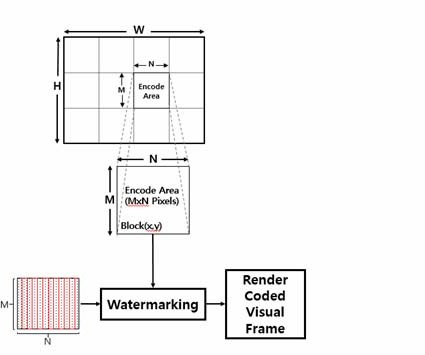 W
H
N
M
Encode
Area
N
M
Encode Area
(MxN Pixels)
Block(x,y)
M
N
Watermarking
Render
Coded
Visual
Frame